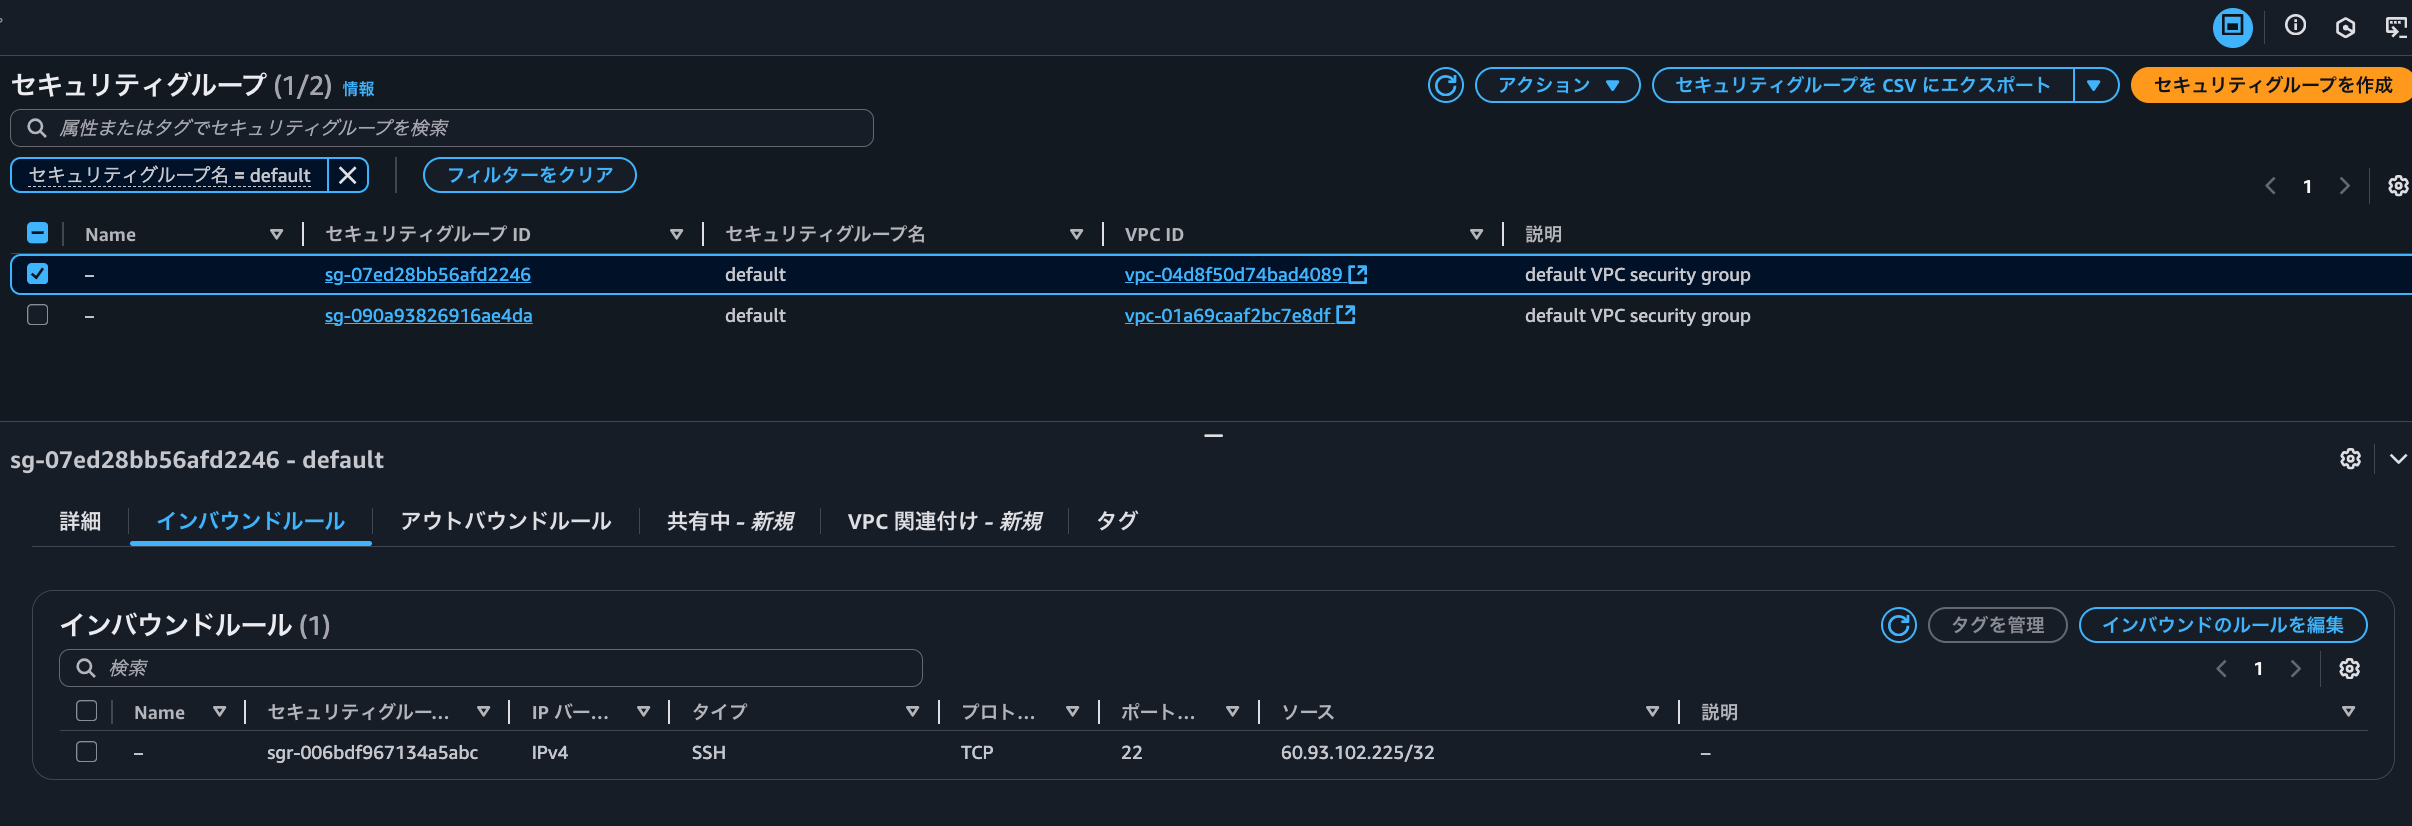 セキュリティグループ (1/2) 情報
アクション
セキュリティグループを CSV にエクスポート
セキュリティグループを作成
属性またはタグでセキュリティグループを検索
セキュリティグループ名 = default
フィルターをクリア
1
Name セキュリティグループ ID セキュリティグループ名 VPC ID 説明
– sg-07ed28bb56afd2246 default vpc-04d8f50d74bad4089 default VPC security group
– sg-090a93826916ae4da default vpc-01a69caaf2bc7e8df default VPC security group
sg-07ed28bb56afd2246 - default
詳細 インバウンドルール アウトバウンドルール 共有中 - 新規 VPC 関連付け - 新規 タグ
インバウンドルール (1)
タグを管理
インバウンドのルールを編集
検索
1
Name セキュリティグルー... IP バー... タイプ プロト... ポート... ソース 説明
– sgr-006bdf967134a5abc IPv4 SSH TCP 22 60.93.102.225/32 –